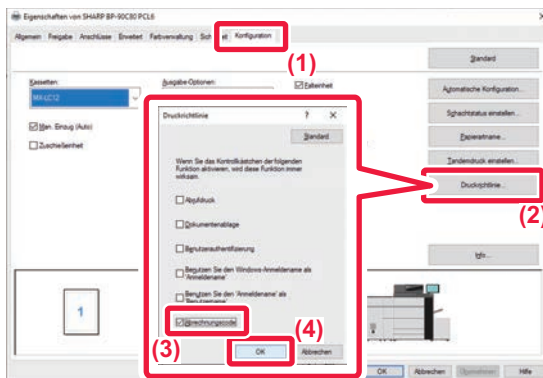 Eigenschaften von SHARP BP-90C80 PCL6
Allgemein Freigabe Anschlüsse Erweitert Farbverwaltung Konfiguration
(1)
Standard
Kassetten:
Ausgabe-Optionen:
Falteinheit
MX-LC12
Automatische Konfiguration...
Man. Einzug (Auto)
Schachtstatus einstellen...
Zuschießeinheit
Papierartname...
Tandemdruck einstellen...
Druckrichtlinie...
(2)
Info...
Druckrichtlinie ? X
Standard
Wenn Sie das Kontrollkästchen der folgenden
Funktion aktivieren, wird diese Funktion immer
wirksam.
Abrufdruck
Dokumentenablage
Benutzerauthentifizierung
Benutzen Sie den Windows-Anmeldename als
'Anmeldename'
Benutzen Sie den 'Anmeldename' als
'Benutzername'
Abrechnungscode
(3)
(4)
OK Abbrechen
1
OK Abbrechen Übernehmen Hilfe